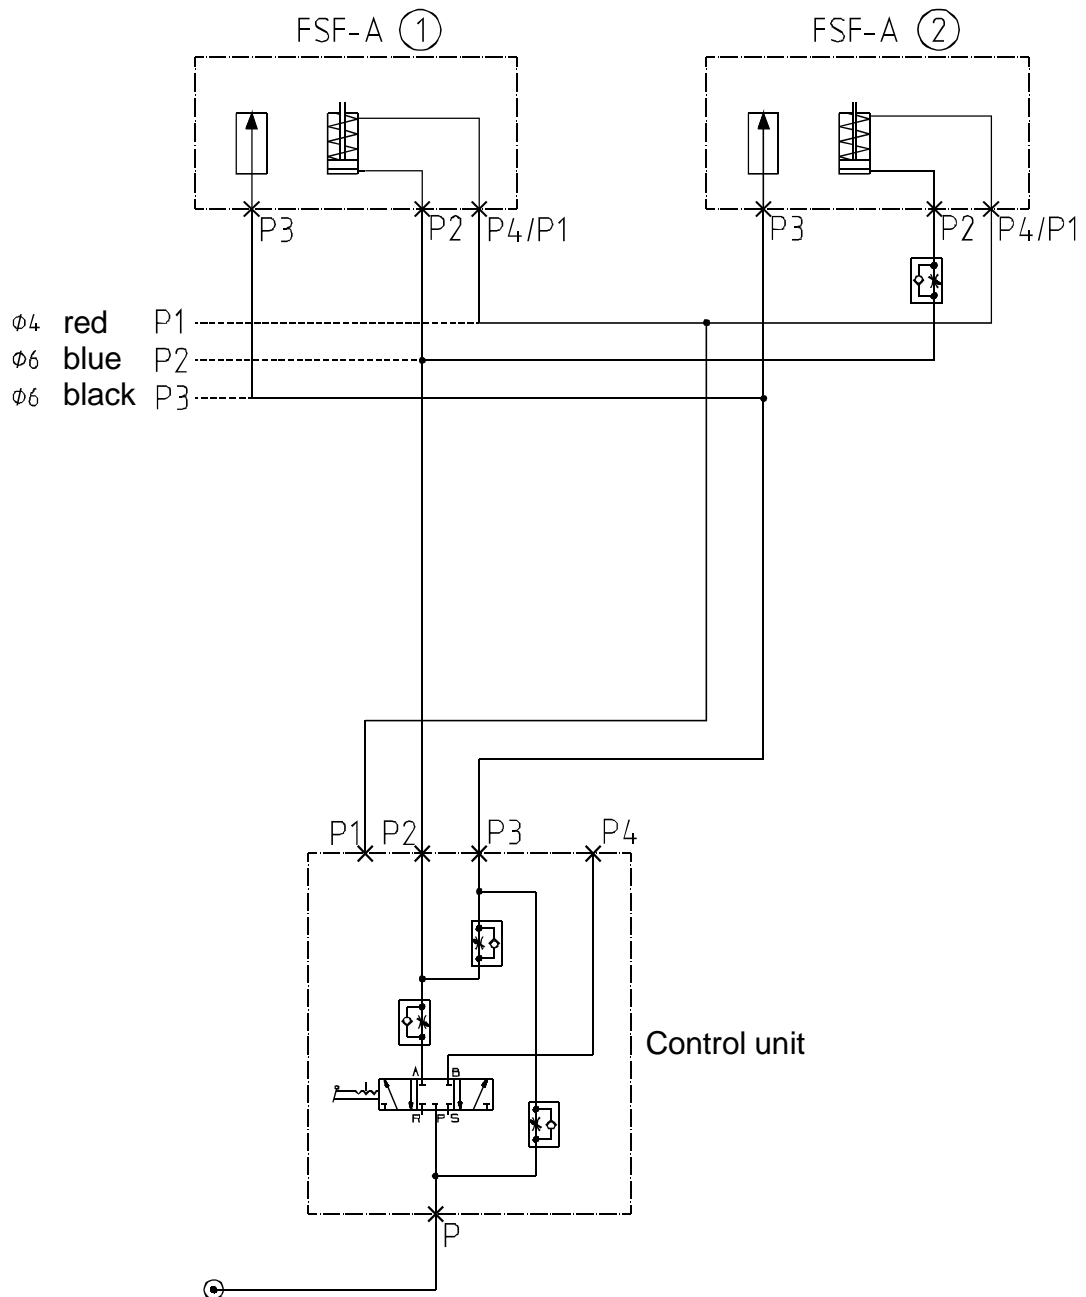 FSF-A 1
FSF-A 2
P3 P2 P4/P1
P3 P2 P4/P1
Φ4 red P1
Φ6 blue P2
Φ6 black P3
P1 P2 P3 P4
Control unit
A B
R P S
P